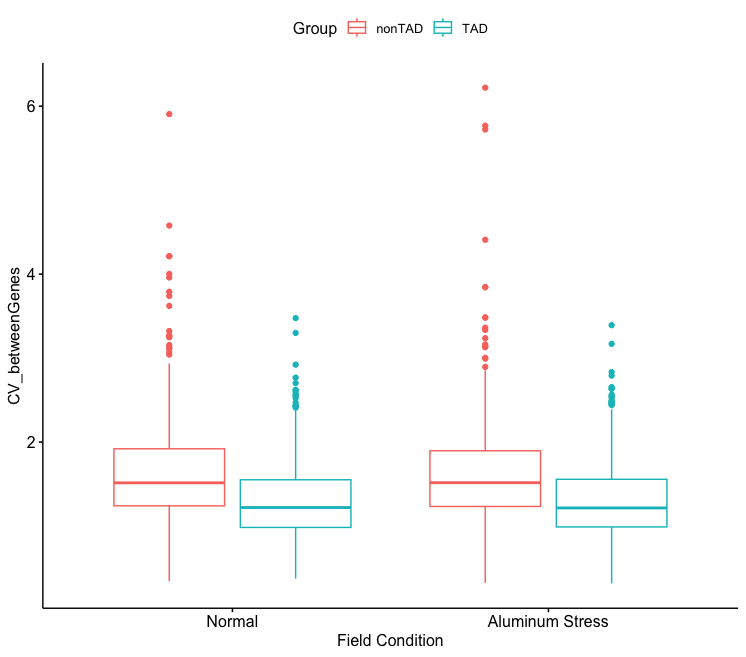 Group nonTAD TAD
6
4
2
CV_betweenGenes
Normal Aluminum Stress
Field Condition